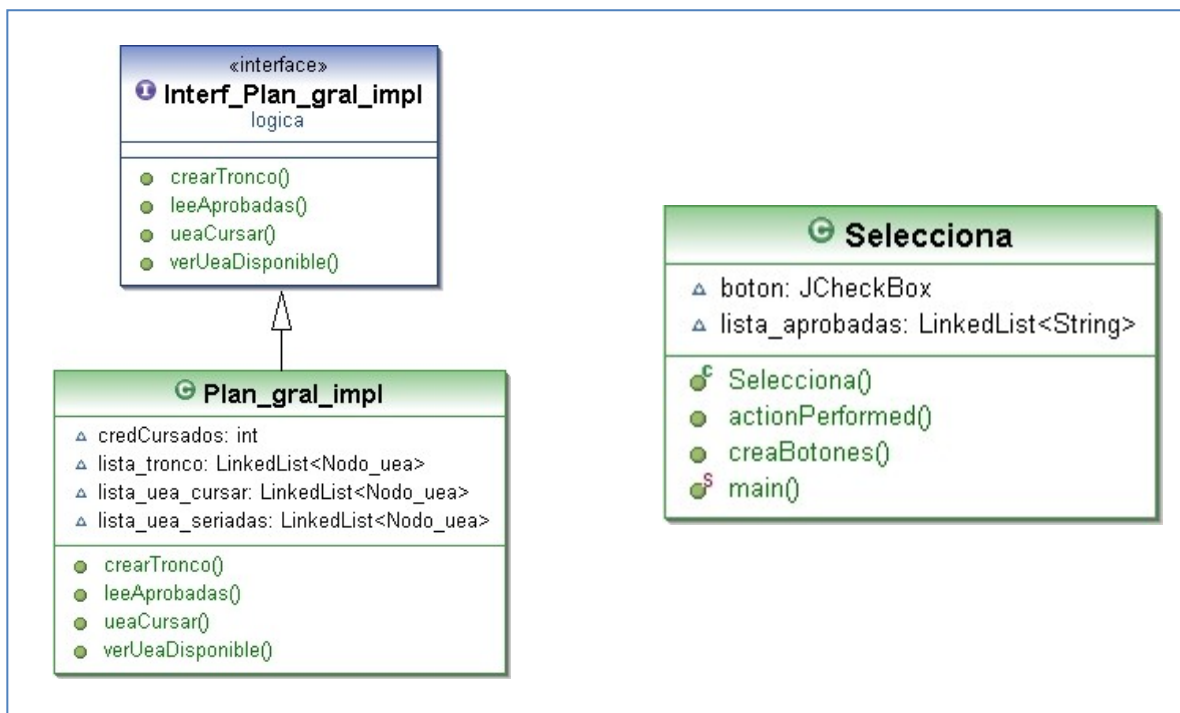 «interface»
I Interf_Plan_gral_impl
logica
crearTronco()
leeAprobadas()
ueaCursar()
verUeaDisponible()
C Plan_gral_impl
credCursados: int
lista_tronco: LinkedList<Nodo_uea>
lista_uea_cursar: LinkedList<Nodo_uea>
lista_uea_seriadas: LinkedList<Nodo_uea>
crearTronco()
leeAprobadas()
ueaCursar()
verUeaDisponible()
C Selecciona
boton: JCheckBox
lista_aprobadas: LinkedList<String>
C Selecciona()
actionPerformed()
creaBotones()
S main()